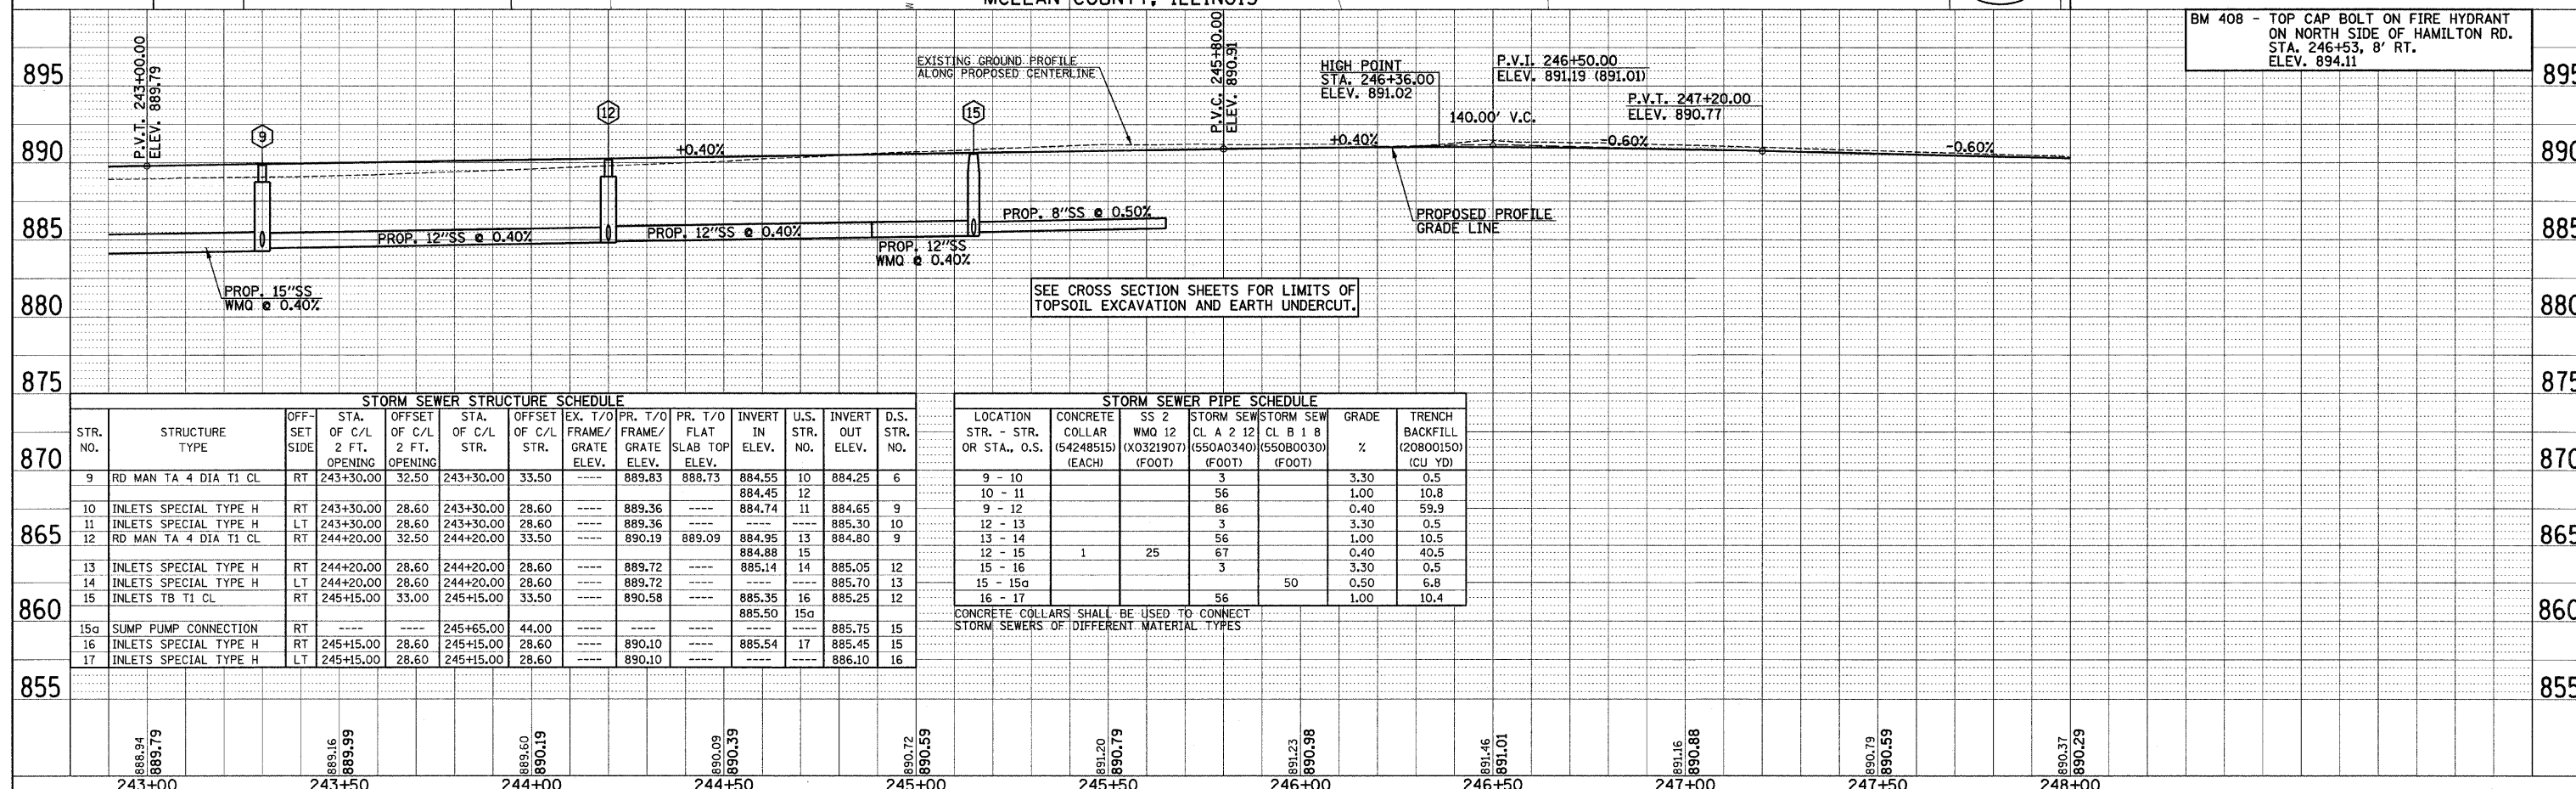 McLEAN COUNTY, ILLINOIS
BM 408 - TOP CAP BOLT ON FIRE HYDRANT
ON NORTH SIDE OF HAMILTON RD.
STA. 246+53, 8' RT.
ELEV. 894.11
895
890
885
880
875
870
865
860
855
895
890
885
880
875
870
865
860
855
P.V.T. 243+00.00
ELEV. 889.79
9
12
+0.40%
EXISTING GROUND PROFILE
ALONG PROPOSED CENTERLINE
15
P.V.C. 245+80.00
ELEV. 890.91
HIGH POINT
STA. 246+36.00
ELEV. 891.02
+0.40%
140.00' V.C.
P.V.I. 246+50.00
ELEV. 891.19 (891.01)
P.V.T. 247+20.00
ELEV. 890.77
-0.60%
-0.60%
PROP. 15"SS
WMQ @ 0.40%
PROP. 12"SS @ 0.40%
PROP. 12"SS @ 0.40%
PROP. 12"SS
WMQ @ 0.40%
PROP. 8"SS @ 0.50%
PROPOSED PROFILE
GRADE LINE
SEE CROSS SECTION SHEETS FOR LIMITS OF
TOPSOIL EXCAVATION AND EARTH UNDERCUT.
STORM SEWER STRUCTURE SCHEDULE
STR. NO. STRUCTURE TYPE OFF-SET SIDE STA. OF C/L 2 FT. OPENING OFFSET OF C/L 2 FT. OPENING STA. OF C/L STR. OFFSET OF C/L STR. EX. T/O FRAME/ GRATE ELEV. PR. T/O FRAME/ GRATE ELEV. PR. T/O FLAT SLAB TOP ELEV. INVERT IN ELEV. U.S. STR. NO. INVERT OUT ELEV. D.S. STR. NO.
9 RD MAN TA 4 DIA T1 CL RT 243+30.00 32.50 243+30.00 33.50 ---- 889.83 888.73 884.55 10 884.25 6
884.45 12
10 INLETS SPECIAL TYPE H RT 243+30.00 28.60 243+30.00 28.60 ---- 889.36 ---- 884.74 11 884.65 9
11 INLETS SPECIAL TYPE H LT 243+30.00 28.60 243+30.00 28.60 ---- 889.36 ---- ---- ---- 885.30 10
12 RD MAN TA 4 DIA T1 CL RT 244+20.00 32.50 244+20.00 33.50 ---- 890.19 889.09 884.95 13 884.80 9
884.88 15
13 INLETS SPECIAL TYPE H RT 244+20.00 28.60 244+20.00 28.60 ---- 889.72 ---- 885.14 14 885.05 12
14 INLETS SPECIAL TYPE H LT 244+20.00 28.60 244+20.00 28.60 ---- 889.72 ---- ---- ---- 885.70 13
15 INLETS TB T1 CL RT 245+15.00 33.00 245+15.00 33.50 ---- 890.58 ---- 885.35 16 885.25 12
885.50 15a
15a SUMP PUMP CONNECTION RT ---- ---- 245+65.00 44.00 ---- ---- ---- ---- ---- 885.75 15
16 INLETS SPECIAL TYPE H RT 245+15.00 28.60 245+15.00 28.60 ---- 890.10 ---- 885.54 17 885.45 15
17 INLETS SPECIAL TYPE H LT 245+15.00 28.60 245+15.00 28.60 ---- 890.10 ---- ---- ---- 886.10 16
STORM SEWER PIPE SCHEDULE
LOCATION STR. - STR. OR STA., O.S. CONCRETE COLLAR (54248515) (EACH) SS 2 WMQ 12 (X0321907) (FOOT) STORM SEW CL A 2 12 (550A0340) (FOOT) STORM SEW CL B 1 8 (550B0030) (FOOT) GRADE % TRENCH BACKFILL (20800150) (CU YD)
9 - 10 3 3.30 0.5
10 - 11 56 1.00 10.8
9 - 12 86 0.40 59.9
12 - 13 3 3.30 0.5
13 - 14 56 1.00 10.5
12 - 15 1 25 67 0.40 40.5
15 - 16 3 3.30 0.5
15 - 15a 50 0.50 6.8
16 - 17 56 1.00 10.4
CONCRETE COLLARS SHALL BE USED TO CONNECT
STORM SEWERS OF DIFFERENT MATERIAL TYPES
888.94 889.79
889.16 889.99
889.60 890.19
890.09 890.39
890.72 890.59
891.20 890.79
891.23 890.98
891.46 891.01
891.16 890.88
890.79 890.59
890.37 890.29
243+00 243+50 244+00 244+50 245+00 245+50 246+00 246+50 247+00 247+50 248+00